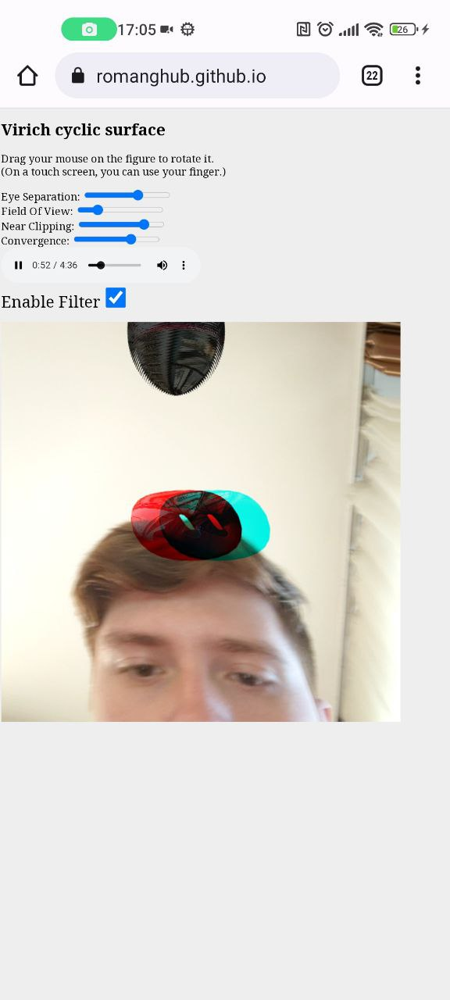 17:05
26
romanghub.github.io
22
Virich cyclic surface
Drag your mouse on the figure to rotate it.
(On a touch screen, you can use your finger.)
Eye Separation:
Field Of View:
Near Clipping:
Convergence:
0:52 / 4:36
Enable Filter